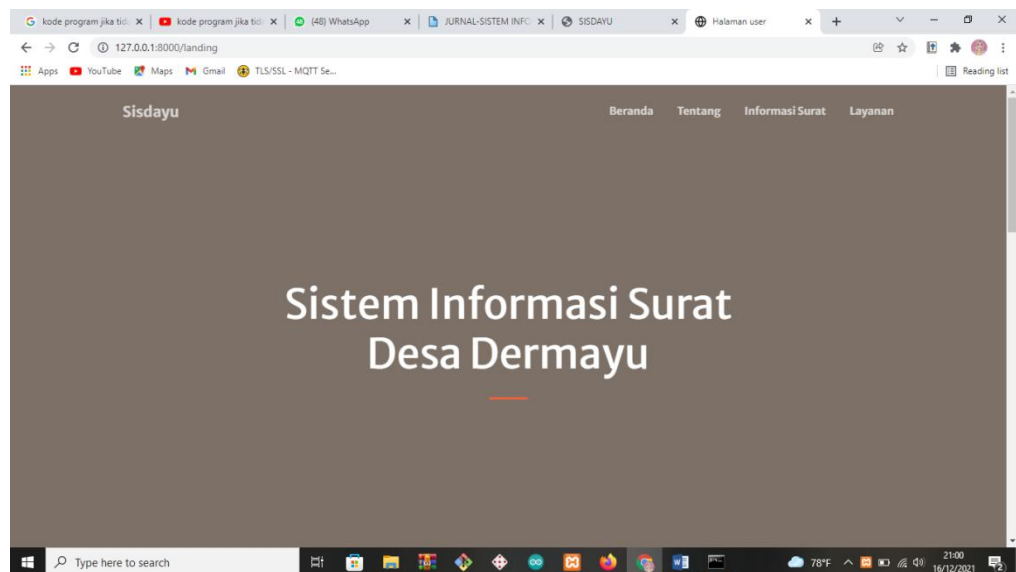 kode program jika tid
kode program jika tid
(48) WhatsApp
JURNAL-SISTEM INFO
SISDAYU
Halaman user
127.0.0.1:8000/landing
Apps
YouTube
Maps
Gmail
TLS/SSL - MQTT Se...
Reading list
Sisdayu
Beranda
Tentang
Informasi Surat
Layanan
Sistem Informasi Surat
Desa Dermayu
Type here to search
78°F
21:00
16/12/2021
2